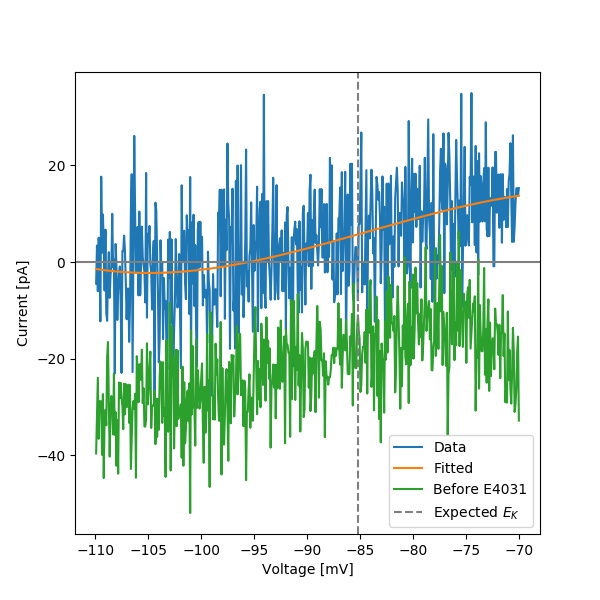 20
0
−20
−40
Current [pA]
−110
−105
−100
−95
−90
−85
−80
−75
−70
Voltage [mV]
Data
Fitted
Before E4031
Expected E_K